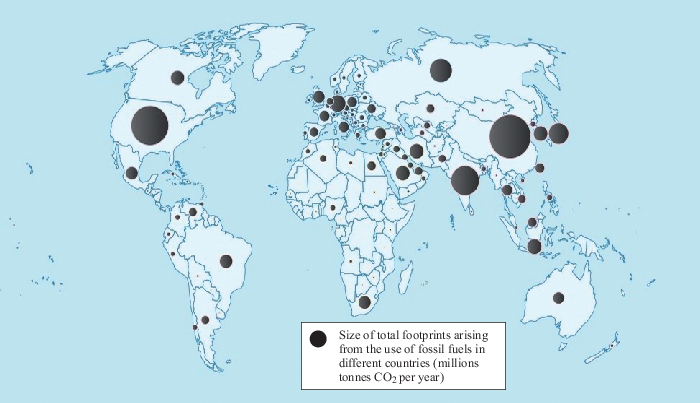 Size of total footprints arising
from the use of fossil fuels in
different countries (millions
tonnes CO₂ per year)